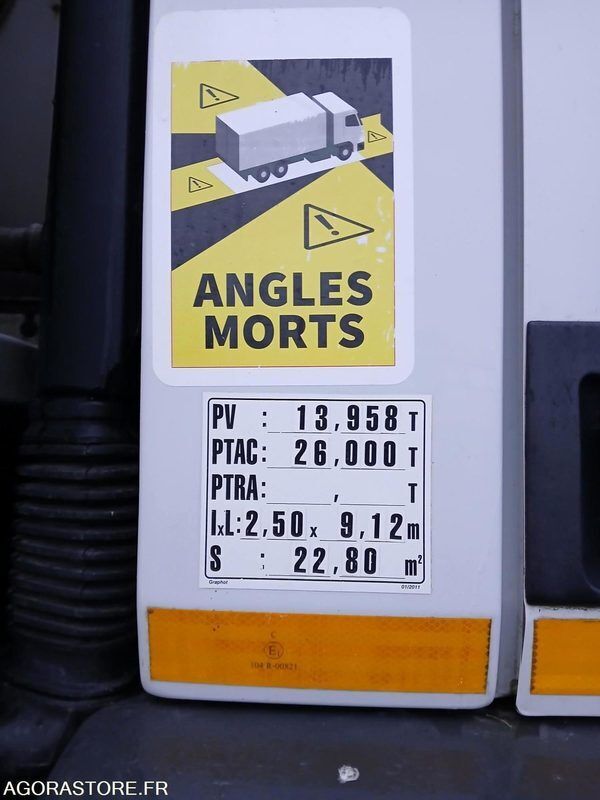 ANGLES
MORTS
PV : 13,958 T
PTAC: 26,000 T
PTRA: , T
IxL: 2,50 x 9,12 m
S : 22,80 m²
Graphot 01/2011
C
E1
104 R-00821
AGORASTORE.FR